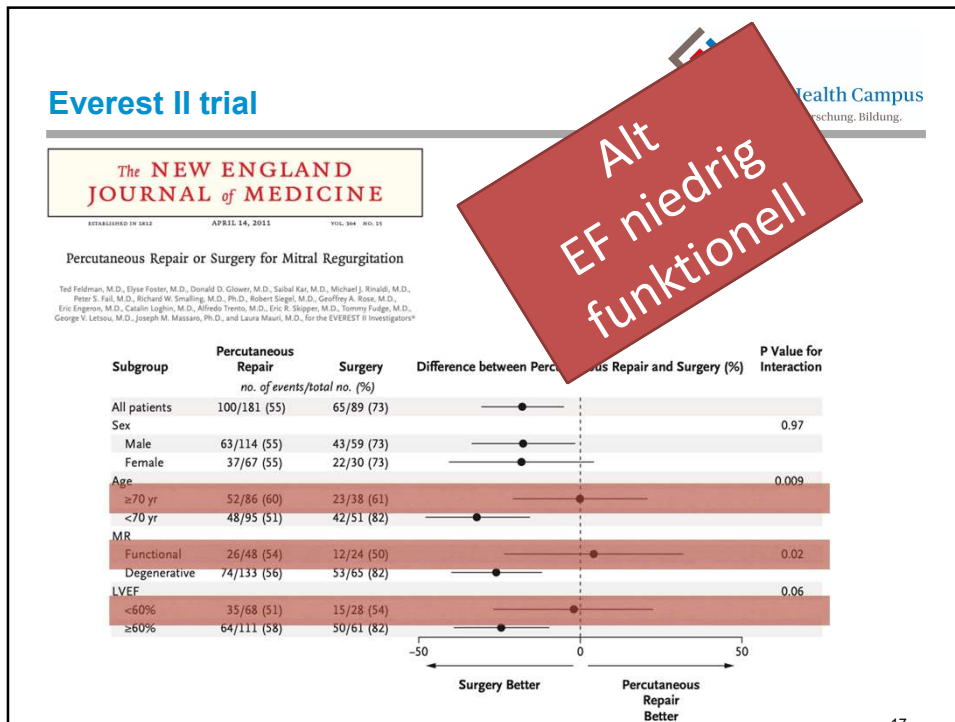 Everest II trial
Health Campus
rschung. Bildung.
Alt
EF niedrig
funktionell
The NEW ENGLAND
JOURNAL of MEDICINE
ESTABLISHED IN 1812 APRIL 14, 2011 VOL. 364 NO. 15
Percutaneous Repair or Surgery for Mitral Regurgitation
Ted Feldman, M.D., Elyse Foster, M.D., Donald D. Glower, M.D., Saibal Kar, M.D., Michael J. Rinaldi, M.D.,
Peter S. Fail, M.D., Richard W. Smalling, M.D., Ph.D., Robert Siegel, M.D., Geoffrey A. Rose, M.D.,
Eric Engeron, M.D., Catalin Loghin, M.D., Alfredo Trento, M.D., Eric R. Skipper, M.D., Tommy Fudge, M.D.,
George V. Letsou, M.D., Joseph M. Massaro, Ph.D., and Laura Mauri, M.D., for the EVEREST II Investigators*
Subgroup Percutaneous Repair Surgery Difference between Perc us Repair and Surgery (%) P Value for Interaction
no. of events/total no. (%)
All patients 100/181 (55) 65/89 (73)
Sex 0.97
Male 63/114 (55) 43/59 (73)
Female 37/67 (55) 22/30 (73)
Age 0.009
≥70 yr 52/86 (60) 23/38 (61)
<70 yr 48/95 (51) 42/51 (82)
MR
Functional 26/48 (54) 12/24 (50) 0.02
Degenerative 74/133 (56) 53/65 (82)
LVEF 0.06
<60% 35/68 (51) 15/28 (54)
≥60% 64/111 (58) 50/61 (82)
-50 0 50
Surgery Better Percutaneous
Repair
Better
17